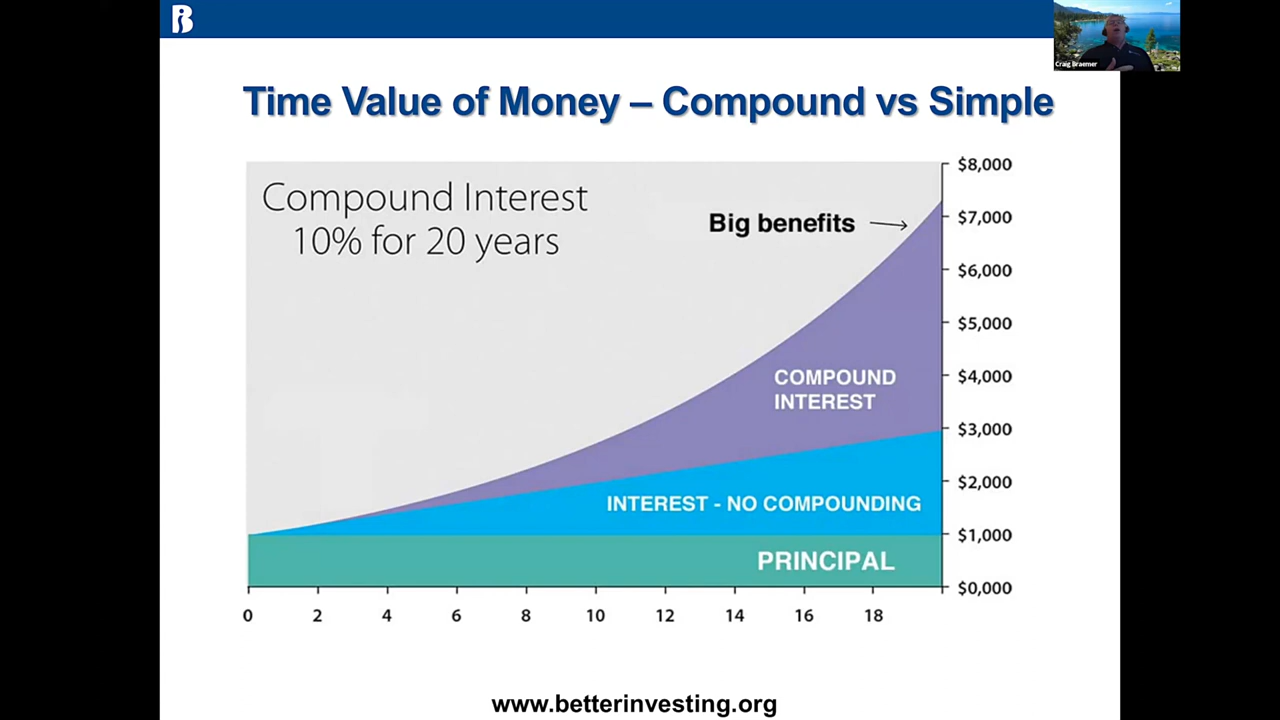 Craig Braemer
Time Value of Money – Compound vs Simple
Compound Interest
10% for 20 years
Big benefits
$8,000
$7,000
$6,000
$5,000
$4,000
$3,000
$2,000
$1,000
$0,000
COMPOUND
INTEREST
INTEREST - NO COMPOUNDING
PRINCIPAL
0 2 4 6 8 10 12 14 16 18
www.betterinvesting.org